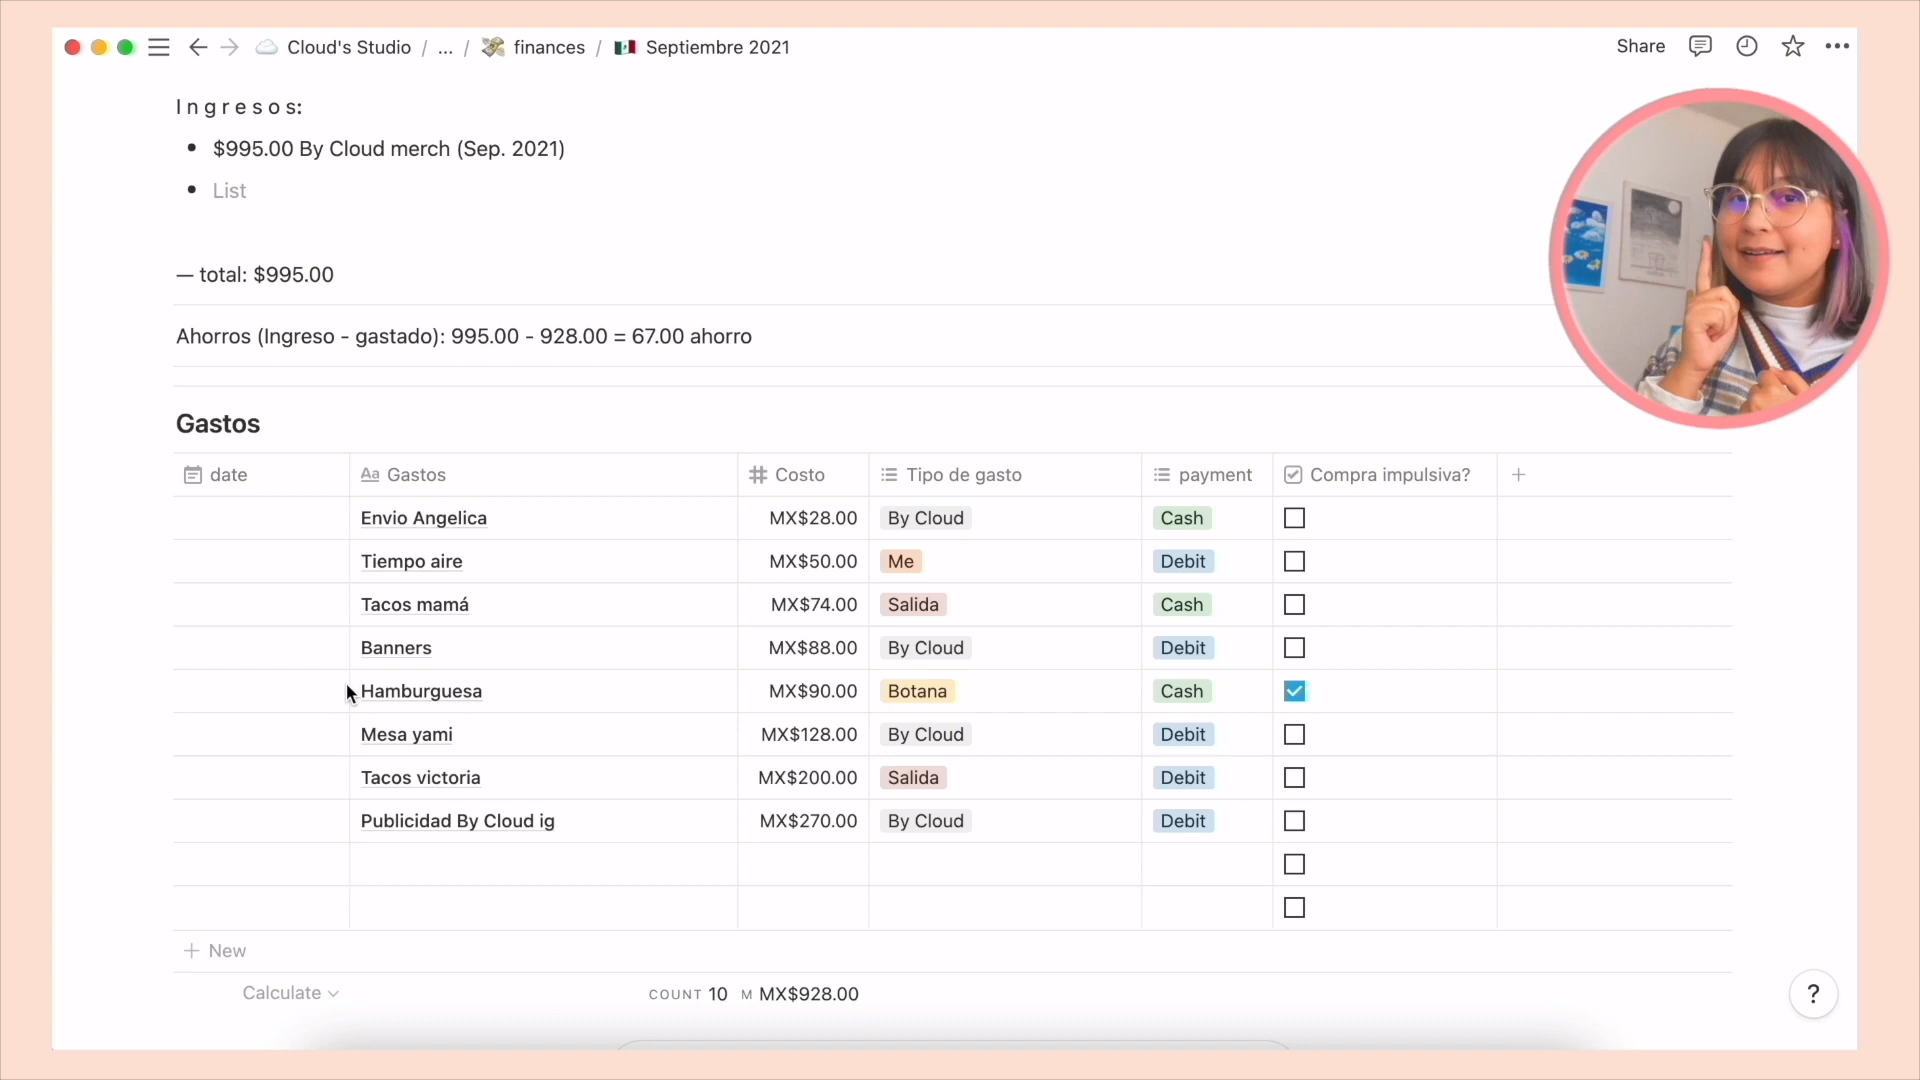 Cloud's Studio / ... / finances / Septiembre 2021
Share
Ingresos:
• $995.00 By Cloud merch (Sep. 2021)
• List
— total: $995.00
Ahorros (Ingreso - gastado): 995.00 - 928.00 = 67.00 ahorro
Gastos
date Aa Gastos Costo Tipo de gasto payment Compra impulsiva? +
Envio Angelica MX$28.00 By Cloud Cash
Tiempo aire MX$50.00 Me Debit
Tacos mamá MX$74.00 Salida Cash
Banners MX$88.00 By Cloud Debit
Hamburguesa MX$90.00 Botana Cash
Mesa yami MX$128.00 By Cloud Debit
Tacos victoria MX$200.00 Salida Debit
Publicidad By Cloud ig MX$270.00 By Cloud Debit
+ New
Calculate COUNT 10 M MX$928.00
?